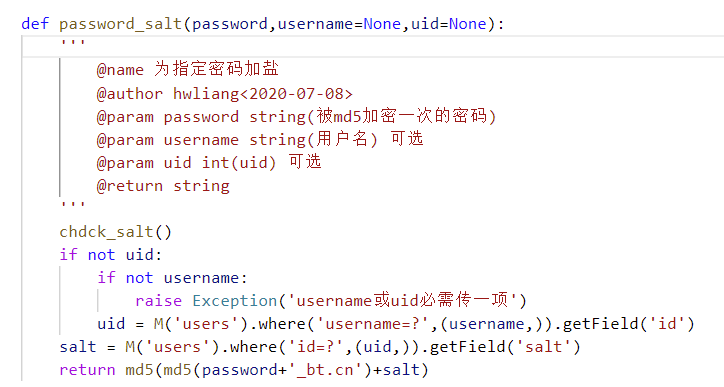 def password_salt(password,username=None,uid=None):
'''
@name 为指定密码加盐
@author hwliang<2020-07-08>
@param password string(被md5加密一次的密码)
@param username string(用户名) 可选
@param uid int(uid) 可选
@return string
'''
chdck_salt()
if not uid:
if not username:
raise Exception('username或uid必需传一项')
uid = M('users').where('username=?',(username,)).getField('id')
salt = M('users').where('id=?',(uid,)).getField('salt')
return md5(md5(password+'_bt.cn')+salt)